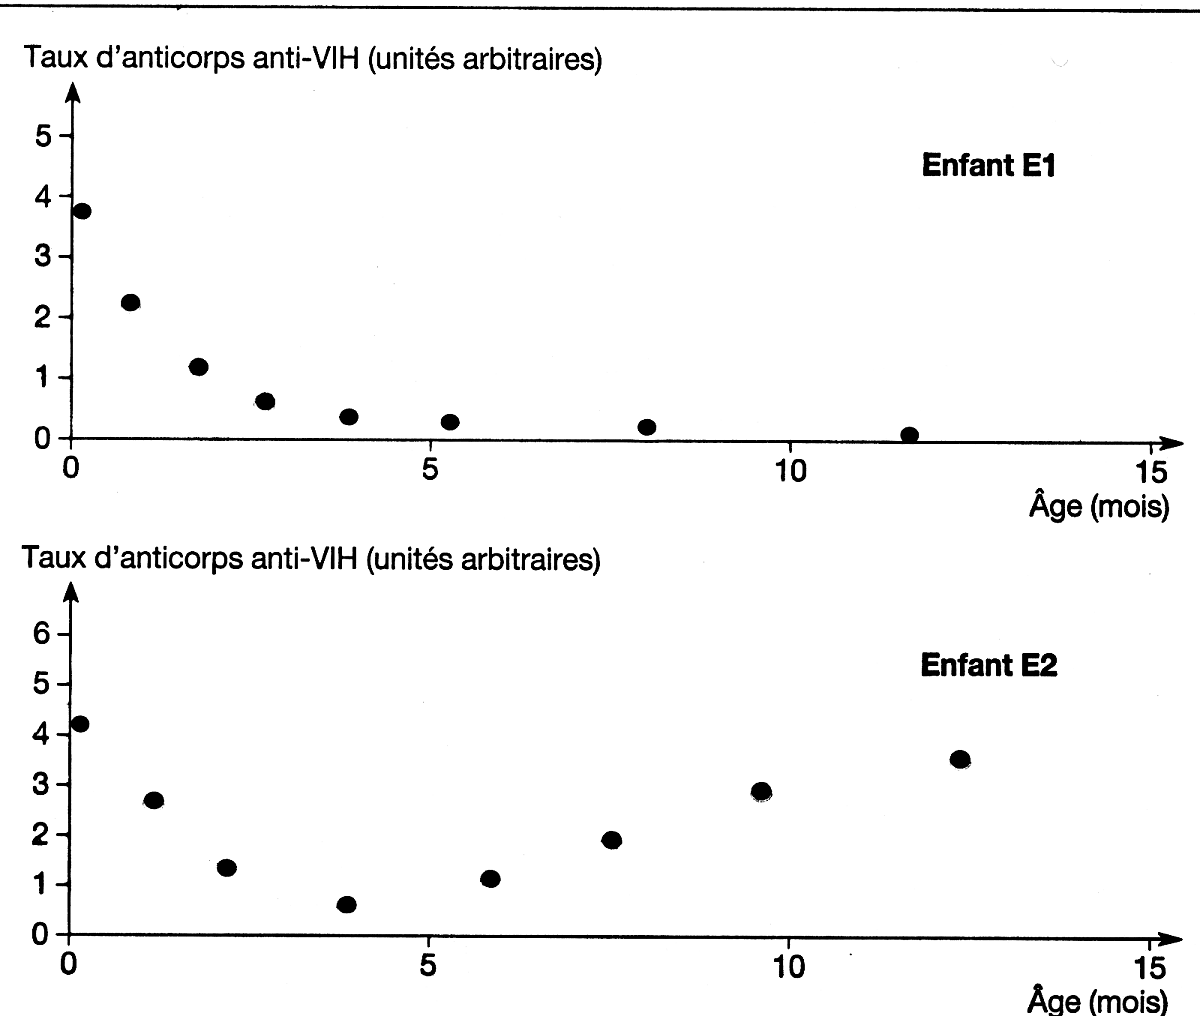 Taux d'anticorps anti-VIH (unités arbitraires)
5
Enfant E1
4
3
2
1
0
0 5 10 15
Âge (mois)
Taux d'anticorps anti-VIH (unités arbitraires)
6
Enfant E2
5
4
3
2
1
0
0 5 10 15
Âge (mois)